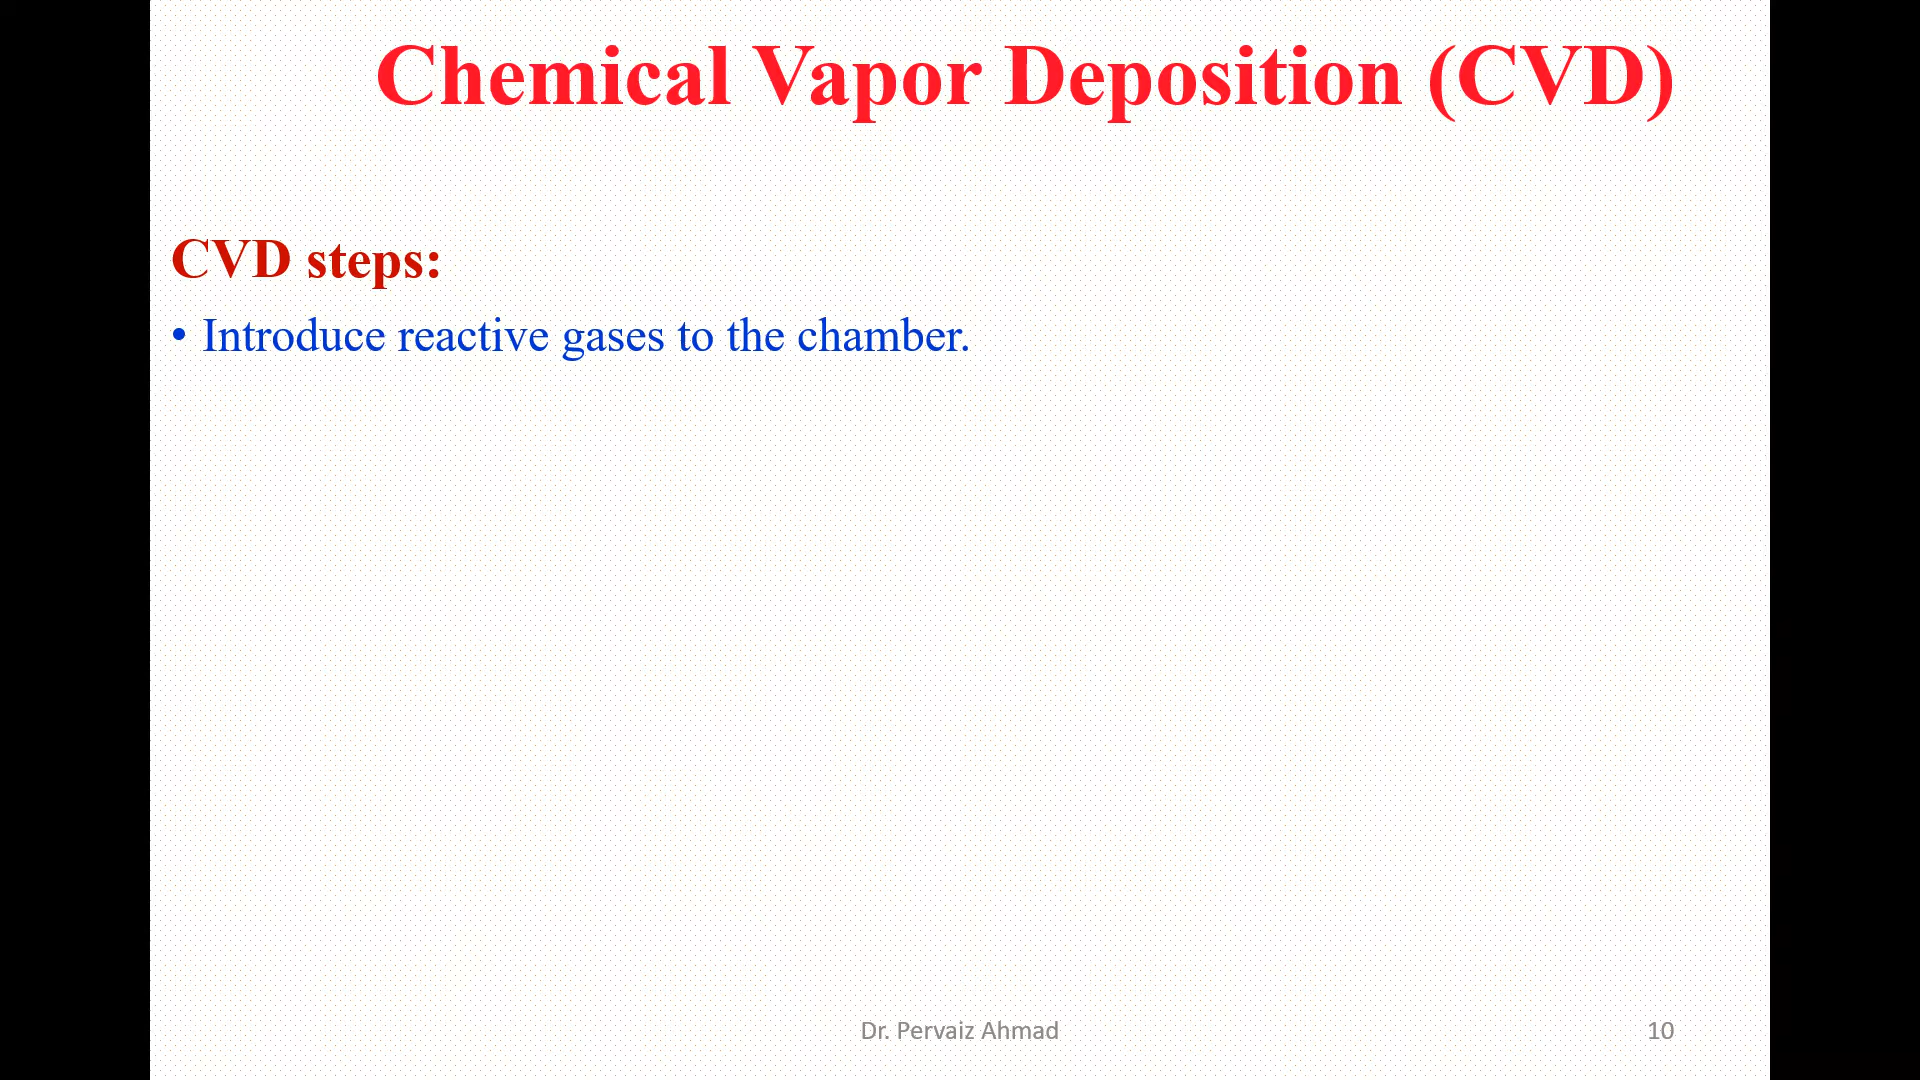 Chemical Vapor Deposition (CVD)
CVD steps:
• Introduce reactive gases to the chamber.
Dr. Pervaiz Ahmad
10